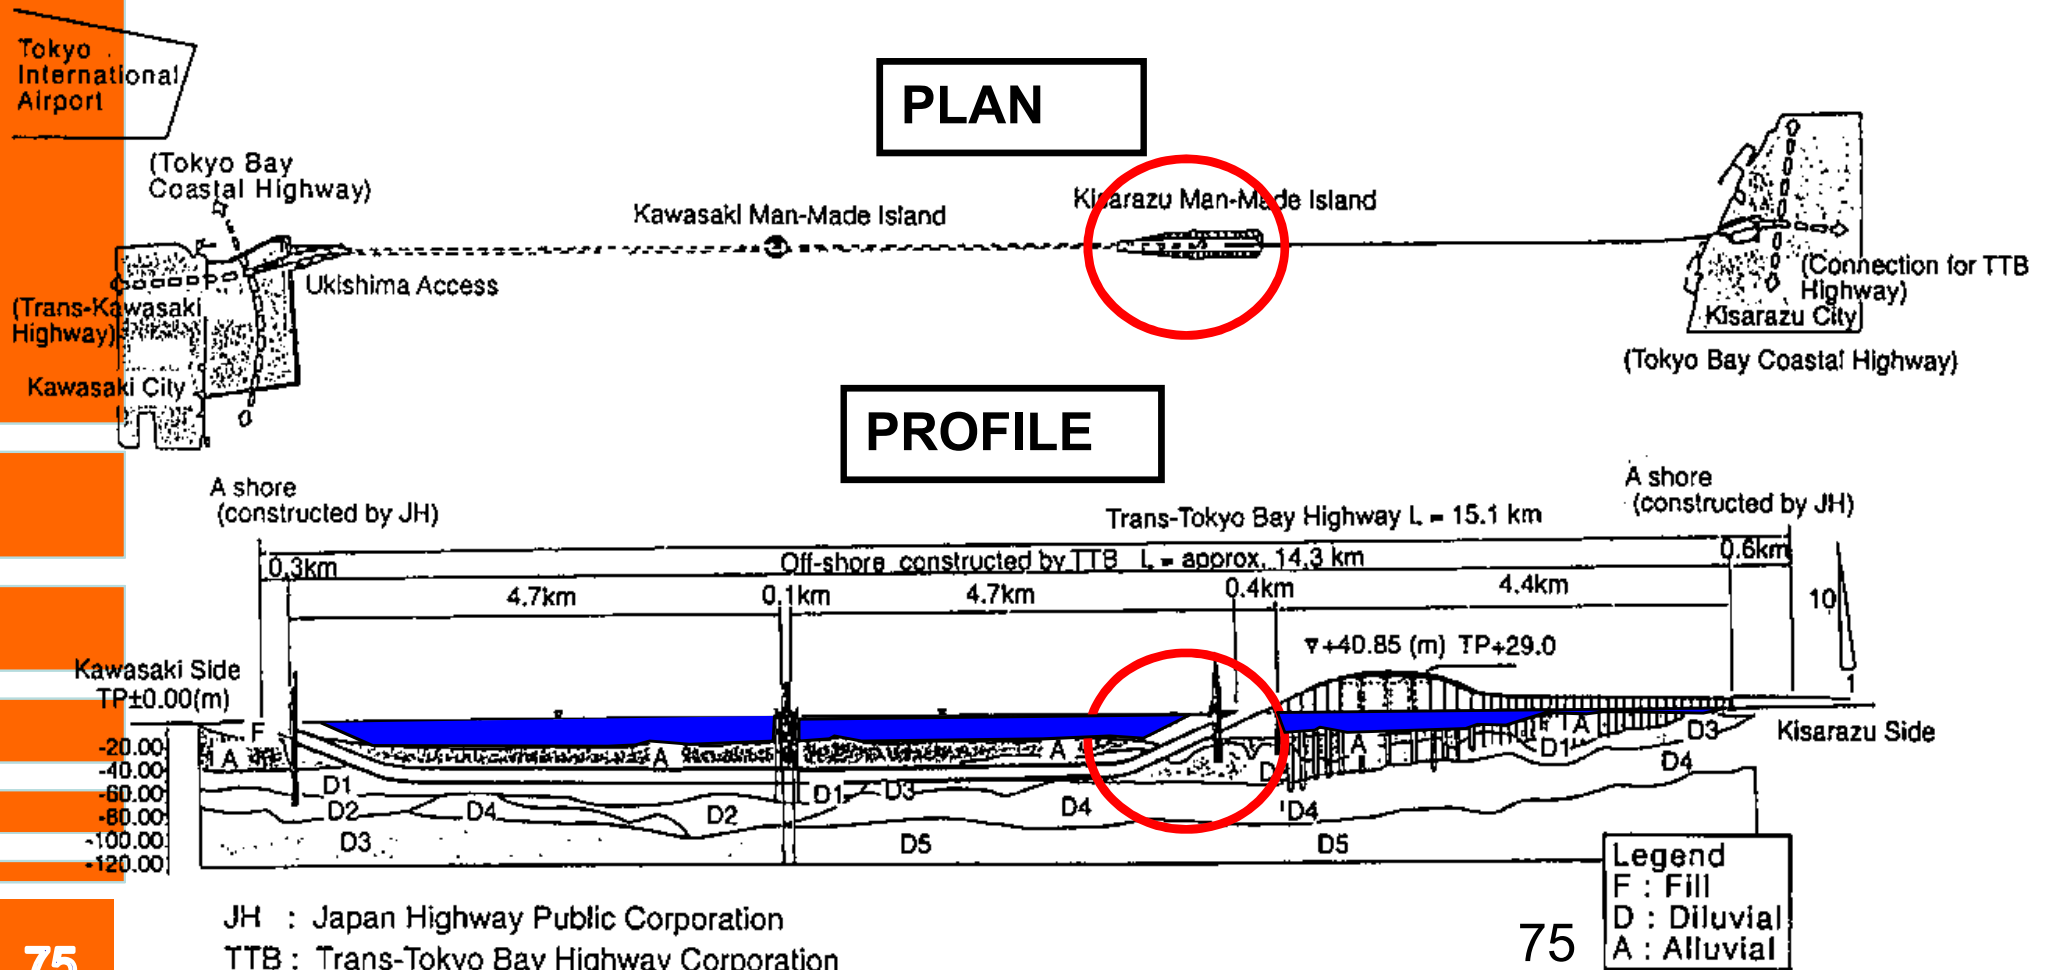 Tokyo
International
Airport
PLAN
(Tokyo Bay
Coastal Highway)
Kawasaki Man-Made Island
Kisarazu Man-Made Island
Ukishima Access
(Trans-Kawasaki
Highway)
Kawasaki City
(Connection for TTB
Highway)
Kisarazu City
(Tokyo Bay Coastal Highway)
PROFILE
A shore
(constructed by JH)
A shore
(constructed by JH)
Trans-Tokyo Bay Highway L = 15.1 km
Off-shore constructed by TTB L = approx. 14.3 km
0.3km
0.6km
4.7km
0.1km
4.7km
0.4km
4.4km
10
1
▿+40.85 (m) TP+29.0
Kawasaki Side
TP±0.00(m)
Kisarazu Side
-20.00
-40.00
-60.00
-80.00
-100.00
-120.00
F
A
A
A
A
A
D1
D2
D3
D4
D2
D1
D3
D4
D5
D4
D5
D1
D3
D4
Legend
F : Fill
D : Diluvial
A : Alluvial
JH : Japan Highway Public Corporation
TTB : Trans-Tokyo Bay Highway Corporation
75
75